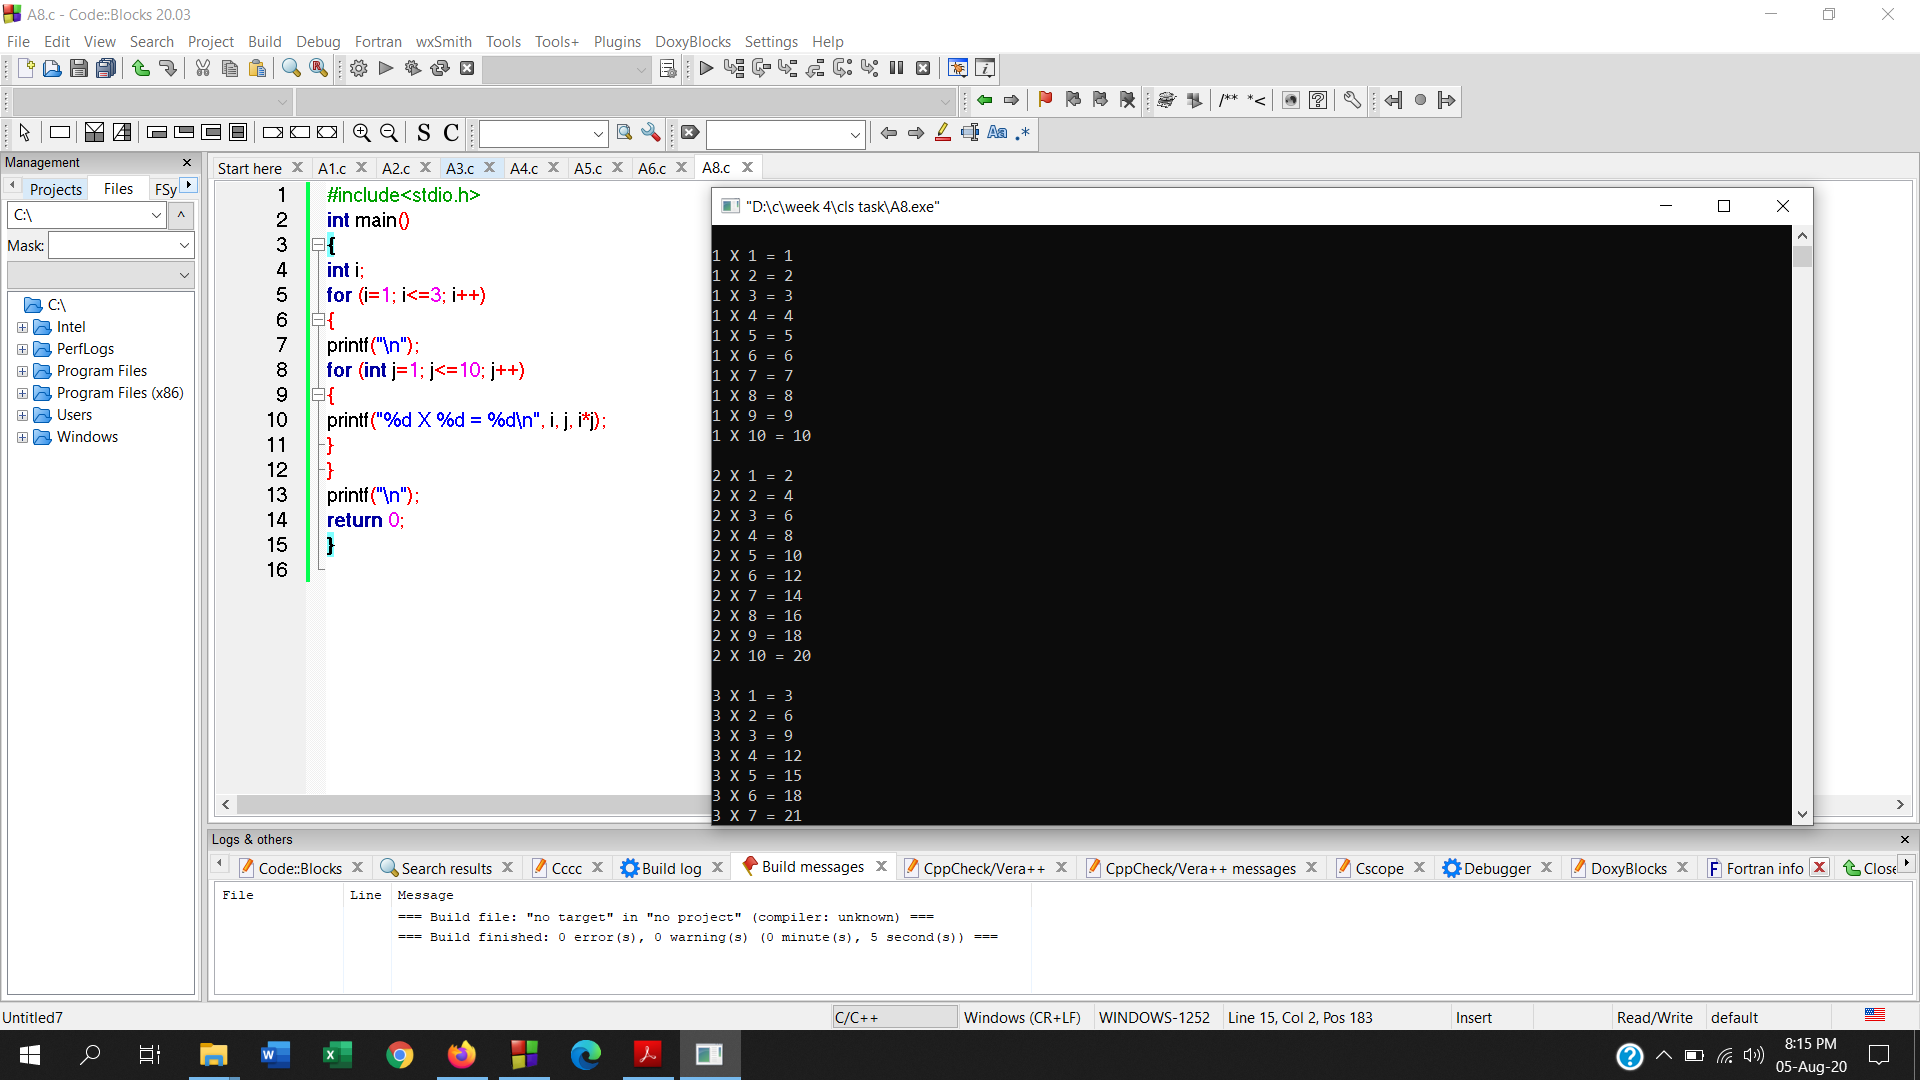 A8.c - Code::Blocks 20.03
File Edit View Search Project Build Debug Fortran wxSmith Tools Tools+ Plugins DoxyBlocks Settings Help
/** *<
S C
Aa .*
Management
Projects Files FSy
C:\
Mask:
C:\
Intel
PerfLogs
Program Files
Program Files (x86)
Users
Windows
Start here A1.c A2.c A3.c A4.c A5.c A6.c A8.c
1 #include<stdio.h>
2 int main()
3 {
4 int i;
5 for (i=1; i<=3; i++)
6 {
7 printf("\n");
8 for (int j=1; j<=10; j++)
9 {
10 printf("%d X %d = %d\n", i, j, i*j);
11 }
12 }
13 printf("\n");
14 return 0;
15 }
16
"D:\c\week 4\cls task\A8.exe"
1 X 1 = 1
1 X 2 = 2
1 X 3 = 3
1 X 4 = 4
1 X 5 = 5
1 X 6 = 6
1 X 7 = 7
1 X 8 = 8
1 X 9 = 9
1 X 10 = 10
2 X 1 = 2
2 X 2 = 4
2 X 3 = 6
2 X 4 = 8
2 X 5 = 10
2 X 6 = 12
2 X 7 = 14
2 X 8 = 16
2 X 9 = 18
2 X 10 = 20
3 X 1 = 3
3 X 2 = 6
3 X 3 = 9
3 X 4 = 12
3 X 5 = 15
3 X 6 = 18
3 X 7 = 21
Logs & others
Code::Blocks Search results Cccc Build log Build messages CppCheck/Vera++ CppCheck/Vera++ messages Cscope Debugger DoxyBlocks Fortran info Close
File Line Message
=== Build file: "no target" in "no project" (compiler: unknown) ===
=== Build finished: 0 error(s), 0 warning(s) (0 minute(s), 5 second(s)) ===
Untitled7 C/C++ Windows (CR+LF) WINDOWS-1252 Line 15, Col 2, Pos 183 Insert Read/Write default
8:15 PM
05-Aug-20